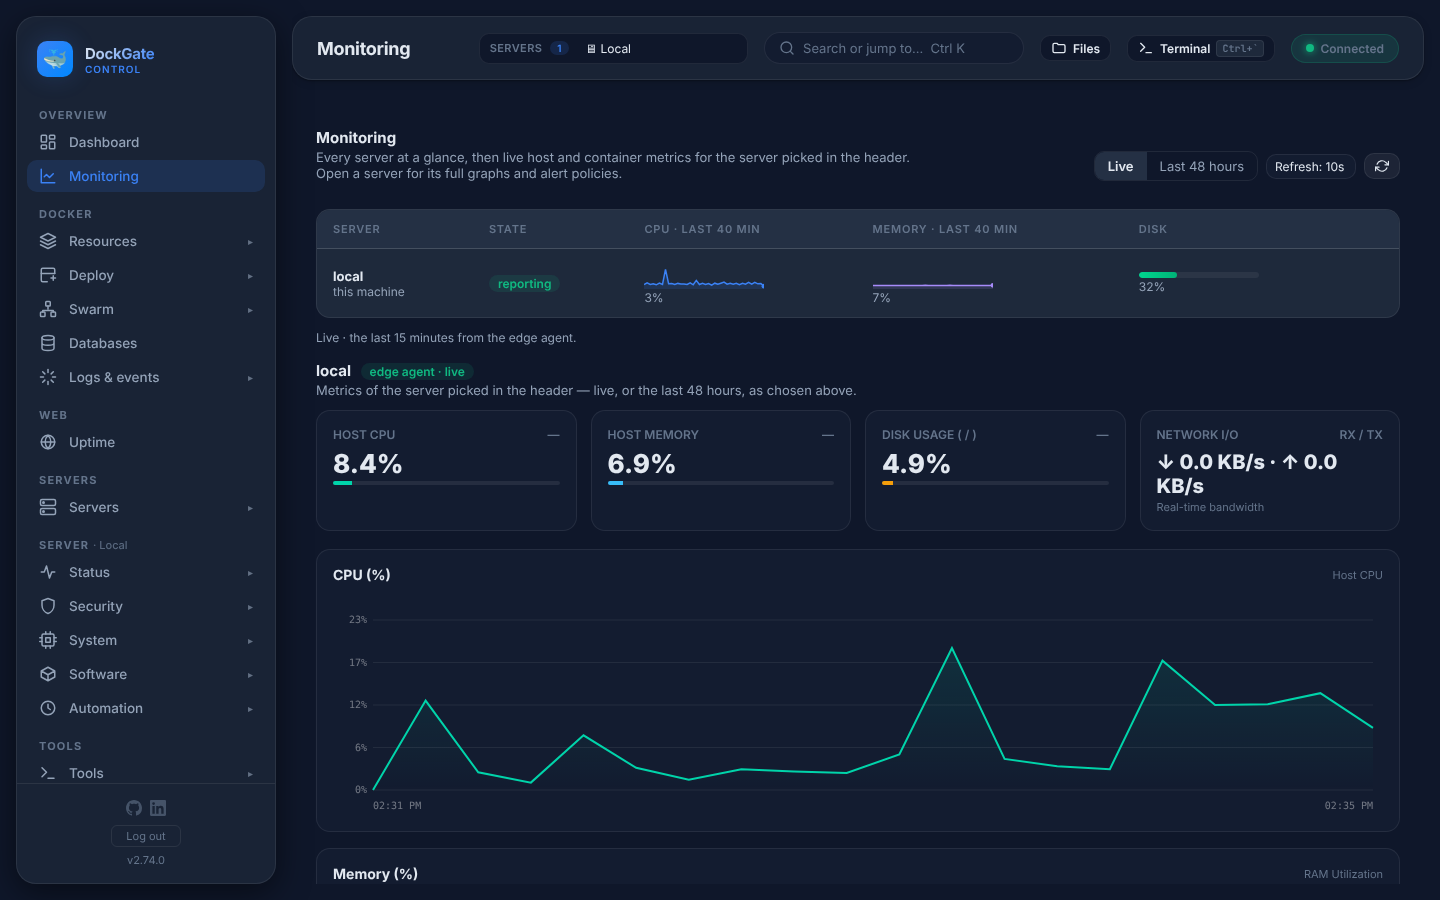 DockGate
CONTROL
OVERVIEW
Dashboard
Monitoring
DOCKER
Resources
Deploy
Swarm
Databases
Logs & events
WEB
Uptime
SERVERS
Servers
SERVER · Local
Status
Security
System
Software
Automation
TOOLS
Tools
Log out
v2.74.0
Monitoring
SERVERS 1 Local
Search or jump to... Ctrl K
Files
Terminal Ctrl+`
Connected
Monitoring
Every server at a glance, then live host and container metrics for the server picked in the header.
Open a server for its full graphs and alert policies.
Live
Last 48 hours
Refresh: 10s
SERVER STATE CPU · LAST 40 MIN MEMORY · LAST 40 MIN DISK
local
this machine
reporting
3%
7%
32%
Live · the last 15 minutes from the edge agent.
local edge agent · live
Metrics of the server picked in the header — live, or the last 48 hours, as chosen above.
HOST CPU —
8.4%
HOST MEMORY —
6.9%
DISK USAGE ( / ) —
4.9%
NETWORK I/O RX / TX
↓ 0.0 KB/s · ↑ 0.0
KB/s
Real-time bandwidth
CPU (%) Host CPU
23%
17%
12%
6%
0%
02:31 PM 02:35 PM
Memory (%) RAM Utilization